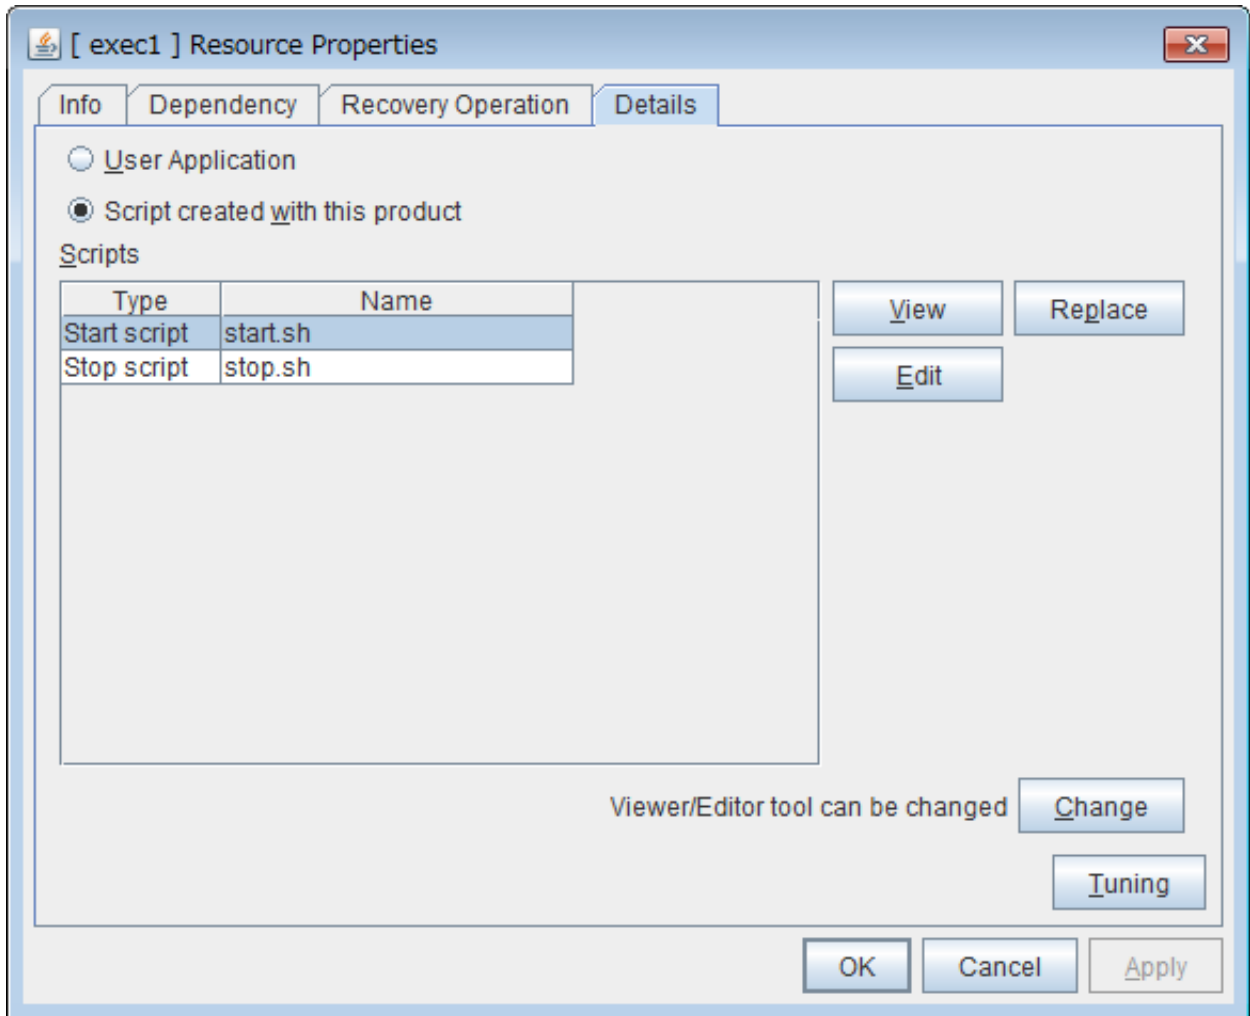 [ exec1 ] Resource Properties
Info Dependency Recovery Operation Details
User Application
Script created with this product
Scripts
Type Name
Start script start.sh
Stop script stop.sh
View Replace
Edit
Viewer/Editor tool can be changed Change
Tuning
OK Cancel Apply